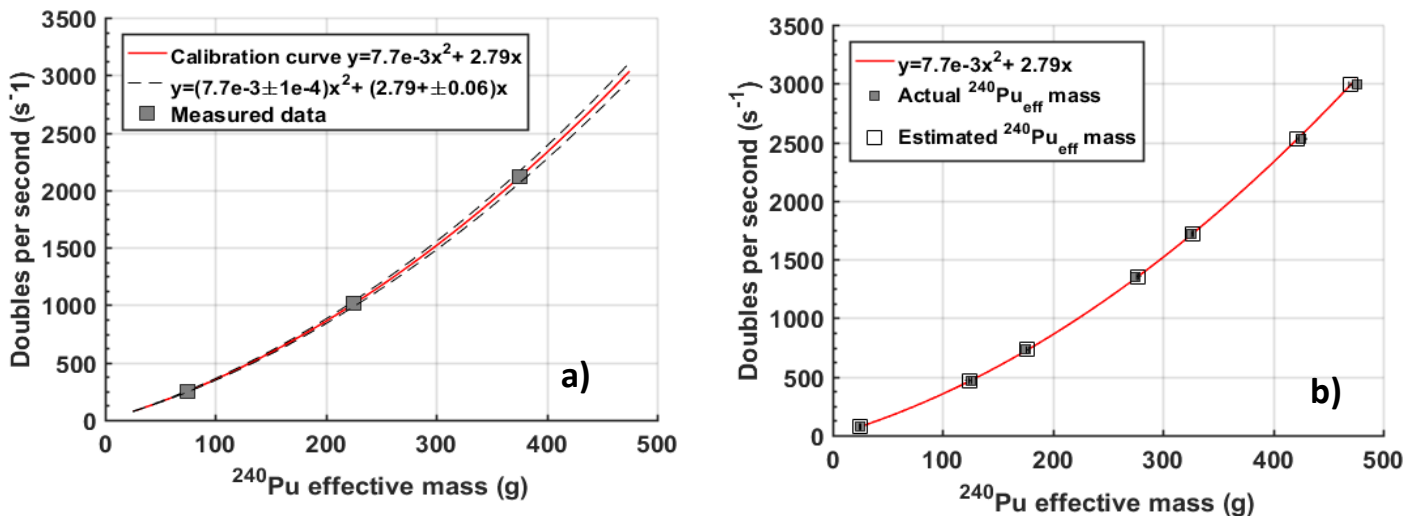 3500
3000
2500
2000
1500
1000
500
0
Doubles per second (s⁻1)
Calibration curve y=7.7e-3x²+ 2.79x
y=(7.7e-3±1e-4)x²+ (2.79+±0.06)x
Measured data
a)
0 100 200 300 400 500
²⁴⁰Pu effective mass (g)
3500
3000
2500
2000
1500
1000
500
0
Doubles per second (s⁻¹)
y=7.7e-3x²+ 2.79x
Actual ²⁴⁰Pu_eff mass
Estimated ²⁴⁰Pu_eff mass
b)
0 100 200 300 400 500
²⁴⁰Pu effective mass (g)